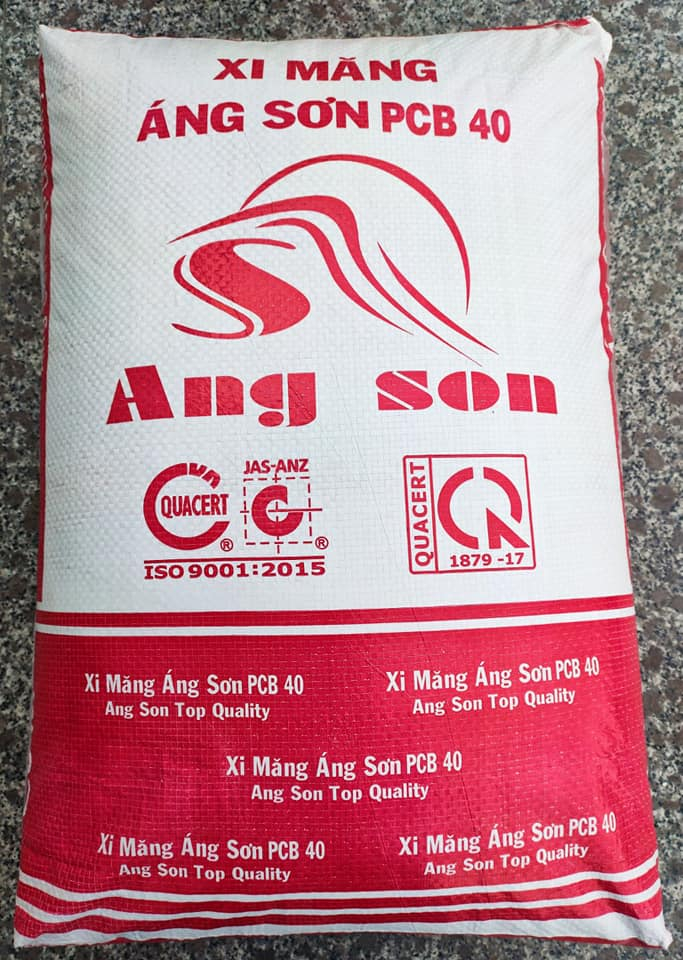 XI MĂNG
ÁNG SƠN PCB 40
Ang son
QUACERT
®
JAS-ANZ
®
ISO 9001:2015
QUACERT
1879 -17
Xi Măng Áng Sơn PCB 40
Ang Son Top Quality
Xi Măng Áng Sơn PCB 40
Ang Son Top Quality
Xi Măng Áng Sơn PCB 40
Ang Son Top Quality
Xi Măng Áng Sơn PCB 40
Ang Son Top Quality
Xi Măng Áng Sơn PCB 40
Ang Son Top Quality